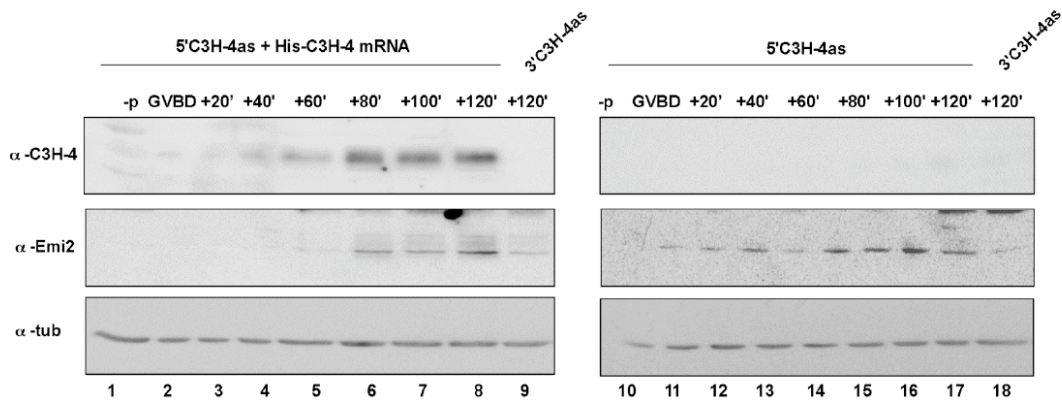 5'C3H-4as + His-C3H-4 mRNA
3'C3H-4as
5'C3H-4as
3'C3H-4as
-p GVBD +20' +40' +60' +80' +100' +120' +120'
-p GVBD +20' +40' +60' +80' +100' +120' +120'
α-C3H-4
α-Emi2
α-tub
1 2 3 4 5 6 7 8 9
10 11 12 13 14 15 16 17 18